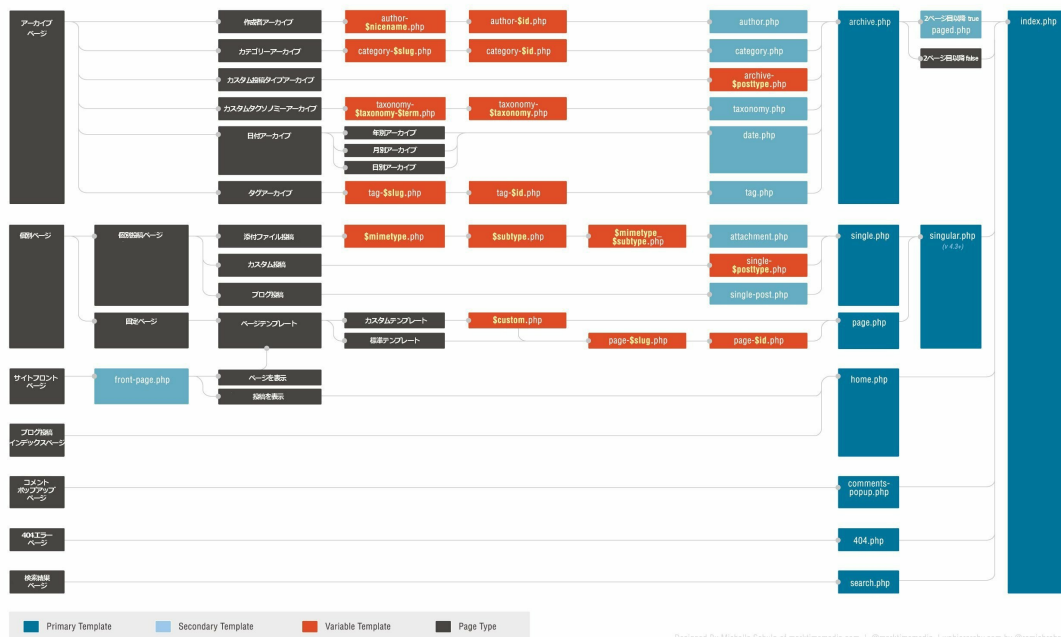 アーカイブ
ページ
作成者アーカイブ
author-
$nicename.php
author-$id.php
author.php
archive.php
2ページ目以降 true
paged.php
index.php
カテゴリーアーカイブ
category-$slug.php
category-$id.php
category.php
2ページ目以降 false
カスタム投稿タイプアーカイブ
archive-
$posttype.php
カスタムタクソノミーアーカイブ
taxonomy-
$taxonomy-$term.php
taxonomy-
$taxonomy.php
taxonomy.php
日付アーカイブ
年別アーカイブ
月別アーカイブ
日別アーカイブ
date.php
タグアーカイブ
tag-$slug.php
tag-$id.php
tag.php
個別ページ
個別投稿ページ
添付ファイル投稿
$mimetype.php
$subtype.php
$mimetype_
$subtype.php
attachment.php
single.php
singular.php
(v 4.3+)
カスタム投稿
single-
$posttype.php
ブログ投稿
single-post.php
固定ページ
ページテンプレート
カスタムテンプレート
$custom.php
page.php
標準テンプレート
page-$slug.php
page-$id.php
サイトフロント
ページ
front-page.php
ページを表示
home.php
投稿を表示
ブログ投稿
インデックスページ
コメント
ポップアップ
ページ
comments-
popup.php
404エラー
ページ
404.php
検索結果
ページ
search.php
Primary Template
Secondary Template
Variable Template
Page Type